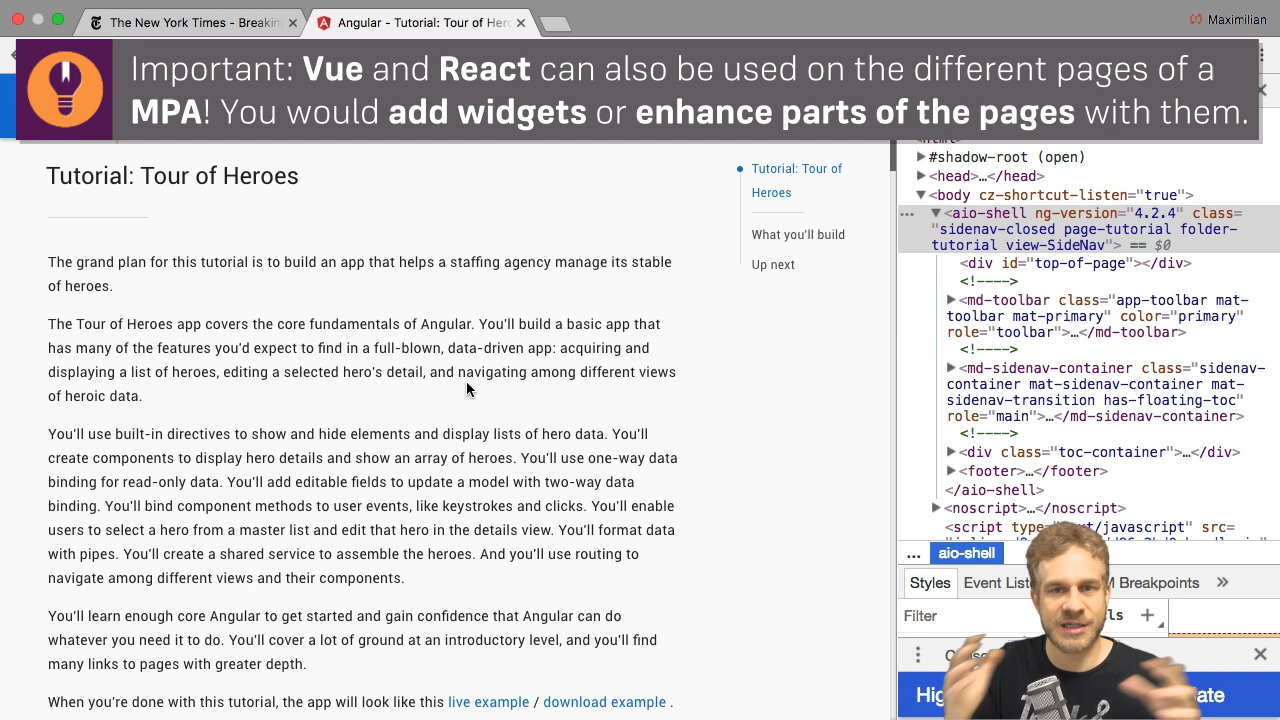 The New York Times - Breakin
Angular - Tutorial: Tour of Her
Maximilian
Important: Vue and React can also be used on the different pages of a
MPA! You would add widgets or enhance parts of the pages with them.
Tutorial: Tour of Heroes
The grand plan for this tutorial is to build an app that helps a staffing agency manage its stable
of heroes.
The Tour of Heroes app covers the core fundamentals of Angular. You'll build a basic app that
has many of the features you'd expect to find in a full-blown, data-driven app: acquiring and
displaying a list of heroes, editing a selected hero's detail, and navigating among different views
of heroic data.
You'll use built-in directives to show and hide elements and display lists of hero data. You'll
create components to display hero details and show an array of heroes. You'll use one-way data
binding for read-only data. You'll add editable fields to update a model with two-way data
binding. You'll bind component methods to user events, like keystrokes and clicks. You'll enable
users to select a hero from a master list and edit that hero in the details view. You'll format data
with pipes. You'll create a shared service to assemble the heroes. And you'll use routing to
navigate among different views and their components.
You'll learn enough core Angular to get started and gain confidence that Angular can do
whatever you need it to do. You'll cover a lot of ground at an introductory level, and you'll find
many links to pages with greater depth.
When you're done with this tutorial, the app will look like this live example / download example .
Tutorial: Tour of
Heroes
What you'll build
Up next
#shadow-root (open)
<head>…</head>
<body cz-shortcut-listen="true">
<aio-shell ng-version="4.2.4" class=
"sidenav-closed page-tutorial folder-
tutorial view-SideNav"> == $0
<div id="top-of-page"></div>
<!---->
<md-toolbar class="app-toolbar mat-
toolbar mat-primary" color="primary"
role="toolbar">…</md-toolbar>
<!---->
<md-sidenav-container class="sidenav-
container mat-sidenav-container mat-
sidenav-transition has-floating-toc"
role="main">…</md-sidenav-container>
<!---->
<div class="toc-container">…</div>
<footer>…</footer>
</aio-shell>
<noscript>…</noscript>
<script type= xt/javascript" src=
... aio-shell
Styles Event Liste M Breakpoints »
Filter ls +
Co
Hig ate